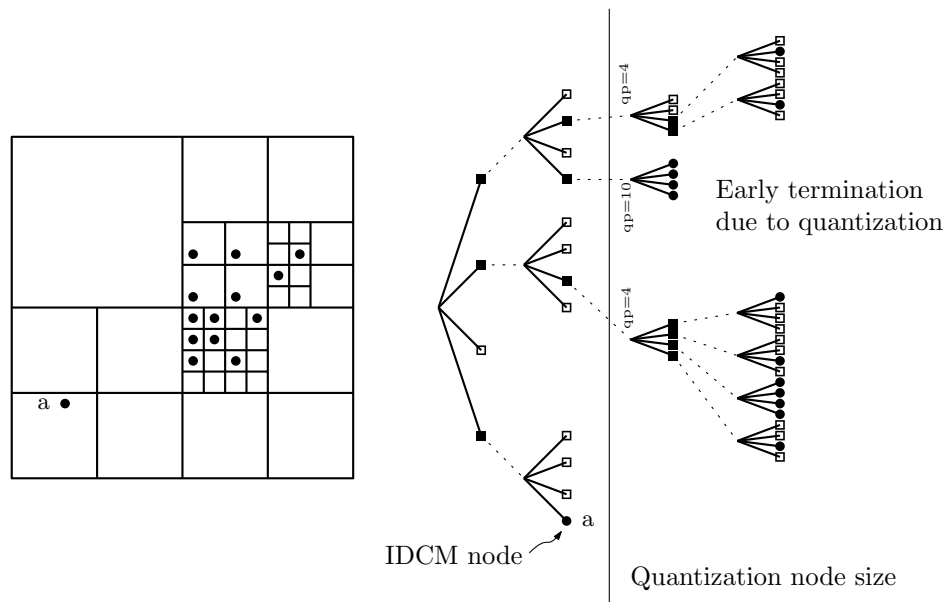 qp=4
qp=10
Early termination
due to quantization
qp=4
a
a
IDCM node
Quantization node size